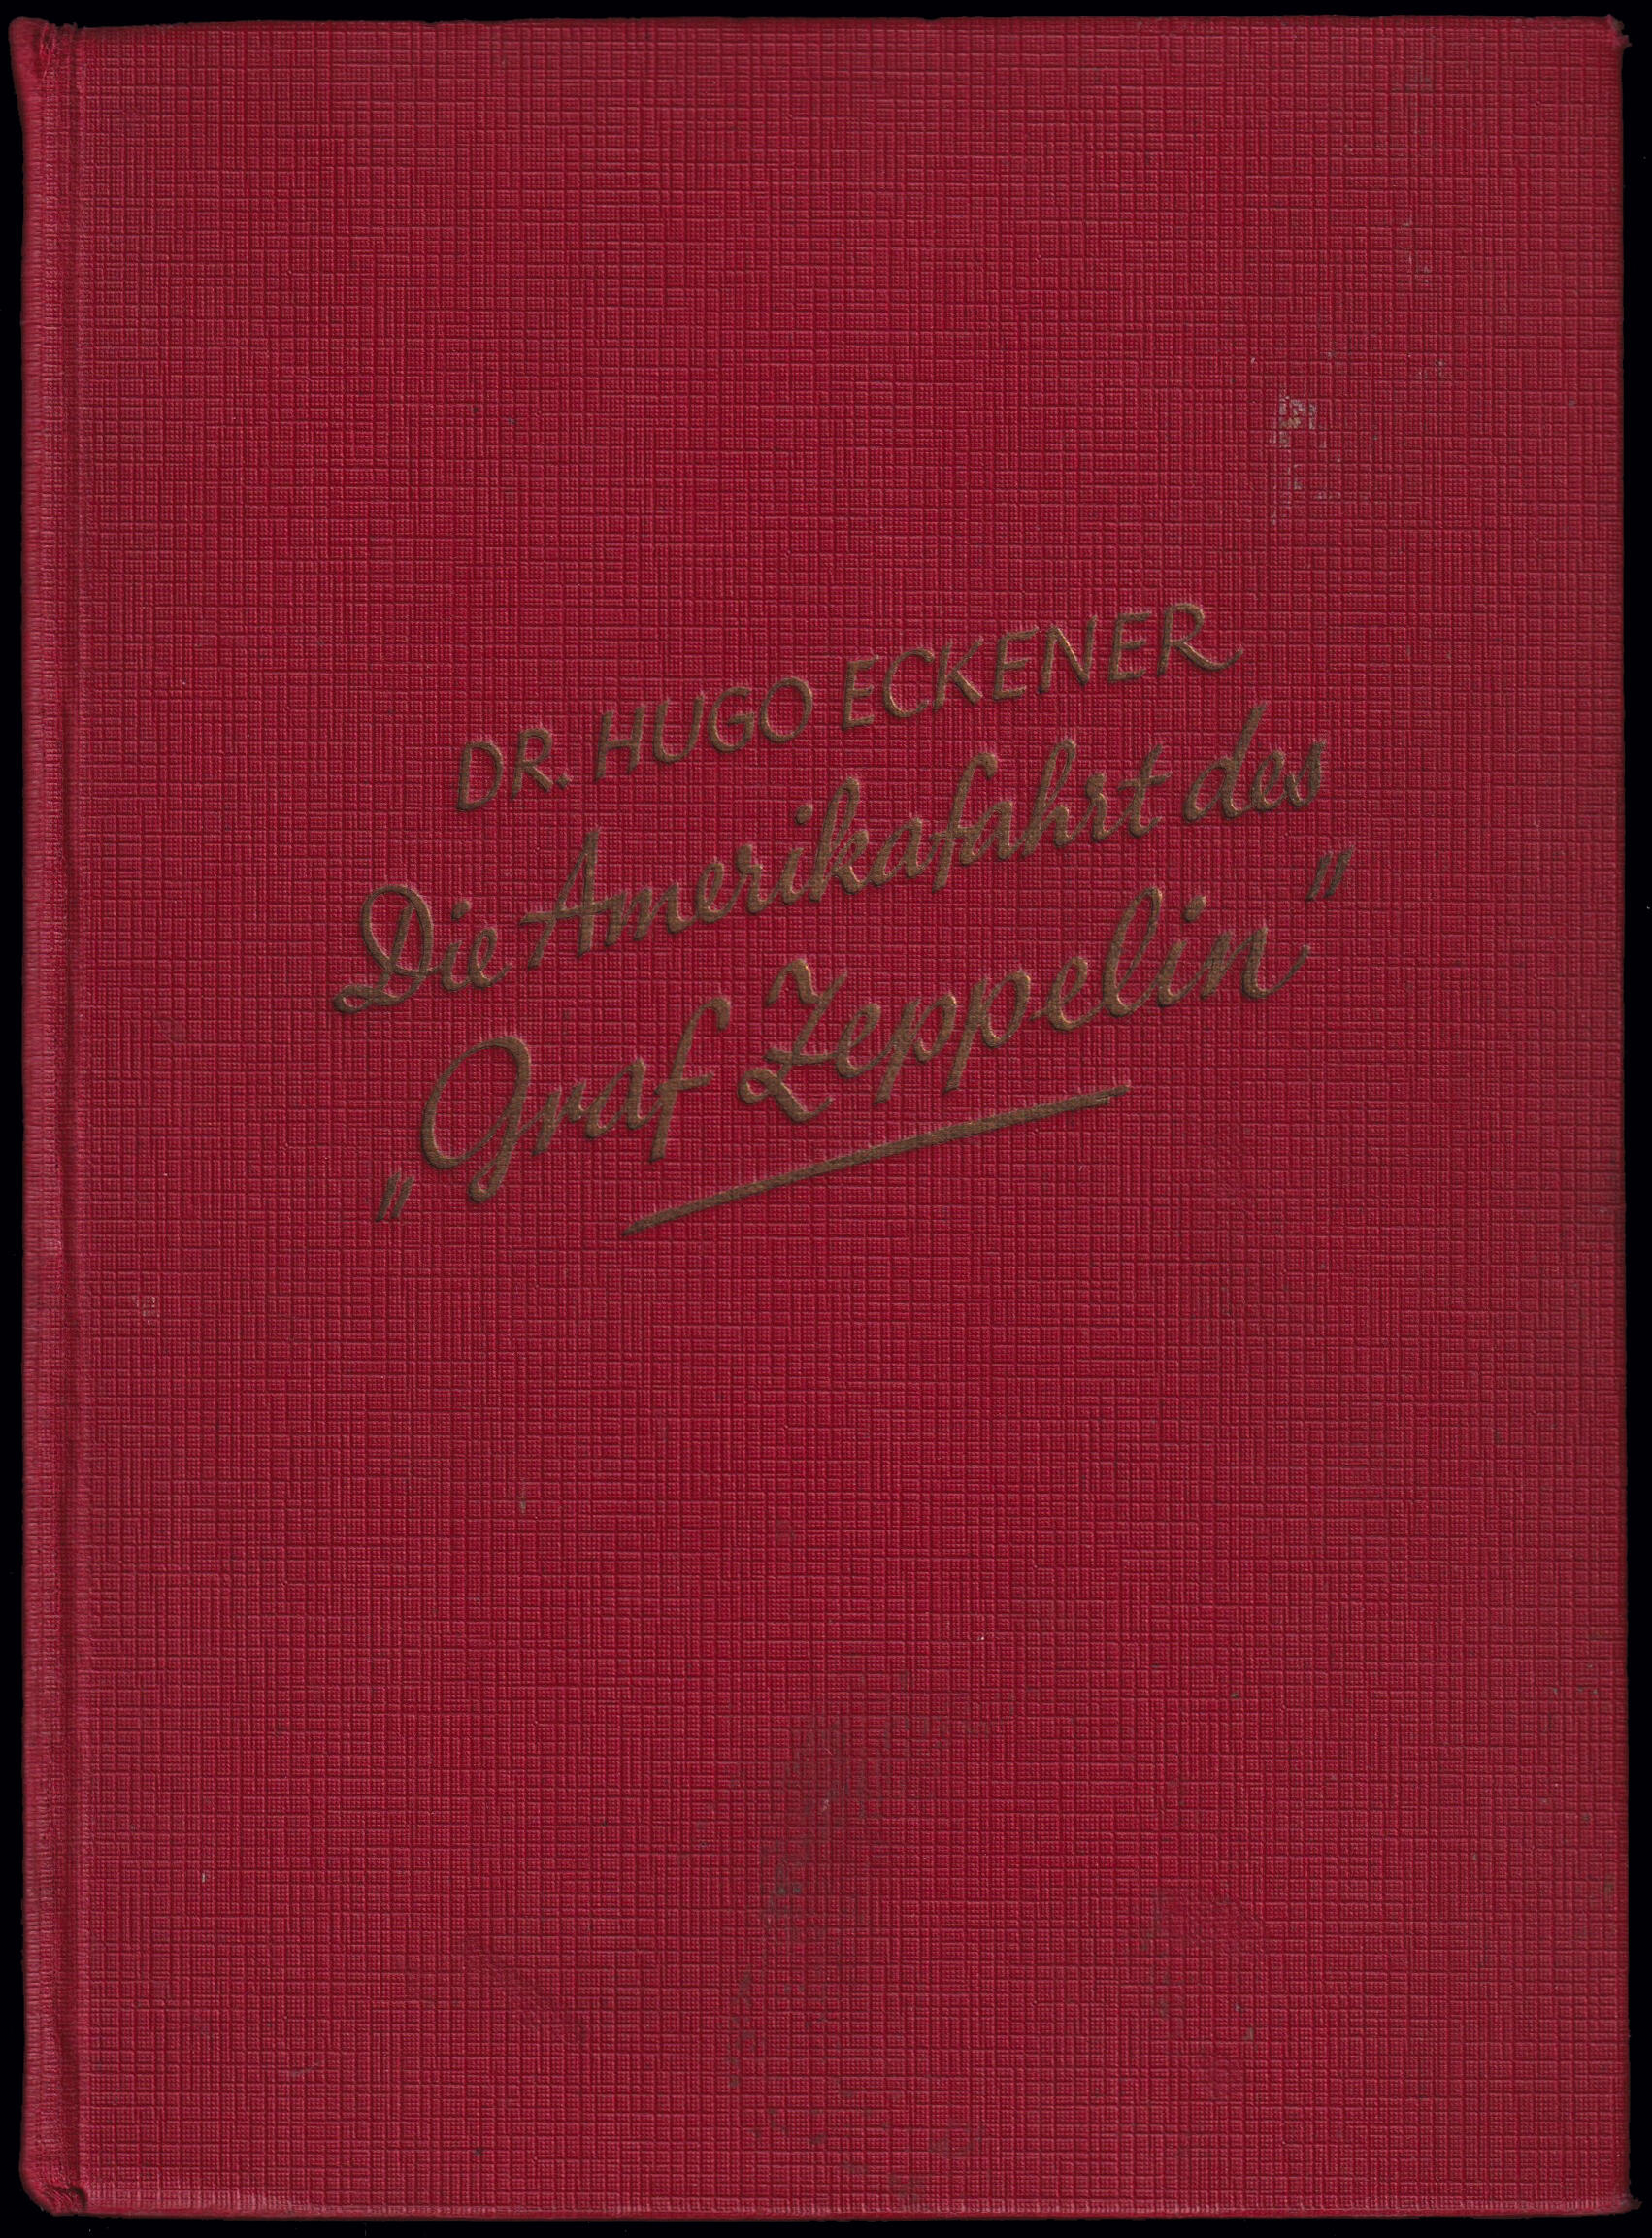 DR. HUGO ECKENER
Die Amerikafahrt des
„Graf Zeppelin”